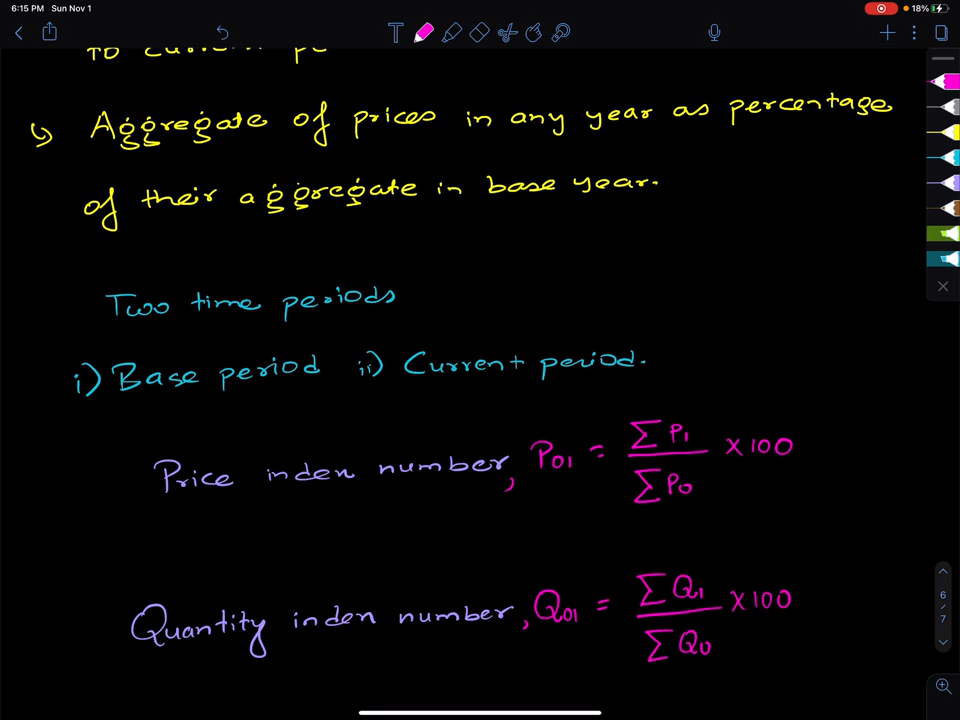 6:15 PM Sun Nov 1
18%
T
Aggregate of prices in any year as percentage
of their aggregate in base year.
Two time periods
i) Base period ii) Current period.
Price index number, P01 = ΣP1 / ΣP0 × 100
Quantity index number, Q01 = ΣQ1 / ΣQ0 × 100
6/7